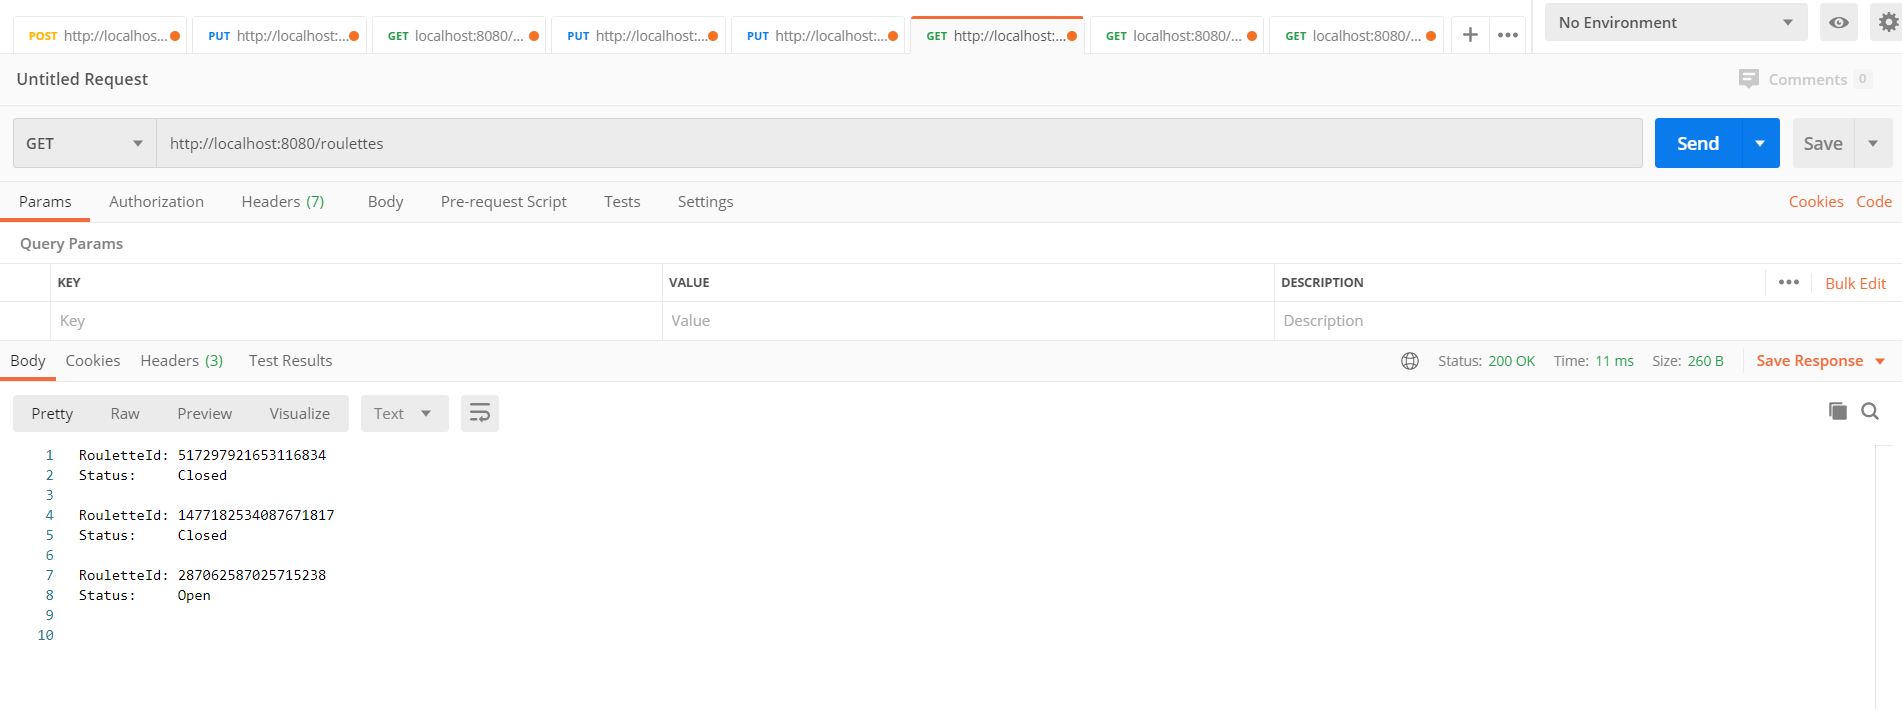 POST http://localhos... PUT http://localhost:... GET localhost:8080/... PUT http://localhost:... PUT http://localhost:... GET http://localhost:... GET localhost:8080/... GET localhost:8080/... No Environment
Untitled Request Comments 0
GET http://localhost:8080/roulettes Send Save
Params Authorization Headers (7) Body Pre-request Script Tests Settings Cookies Code
Query Params
KEY VALUE DESCRIPTION Bulk Edit
Key Value Description
Body Cookies Headers (3) Test Results Status: 200 OK Time: 11 ms Size: 260 B Save Response
Pretty Raw Preview Visualize Text
1 RouletteId: 517297921653116834
2 Status: Closed
3
4 RouletteId: 1477182534087671817
5 Status: Closed
6
7 RouletteId: 287062587025715238
8 Status: Open
9
10